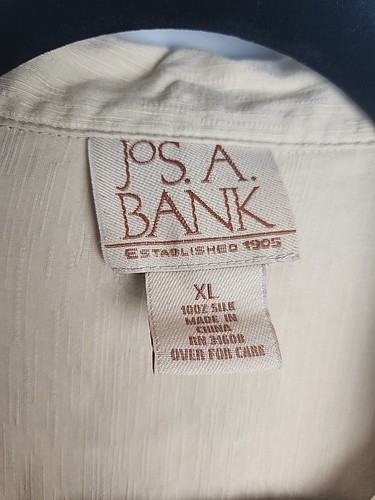 JOS. A.
BANK
ESTABLISHED 1905
XL
100% SILK
MADE IN
CHINA
RN 31608
OVER FOR CARE